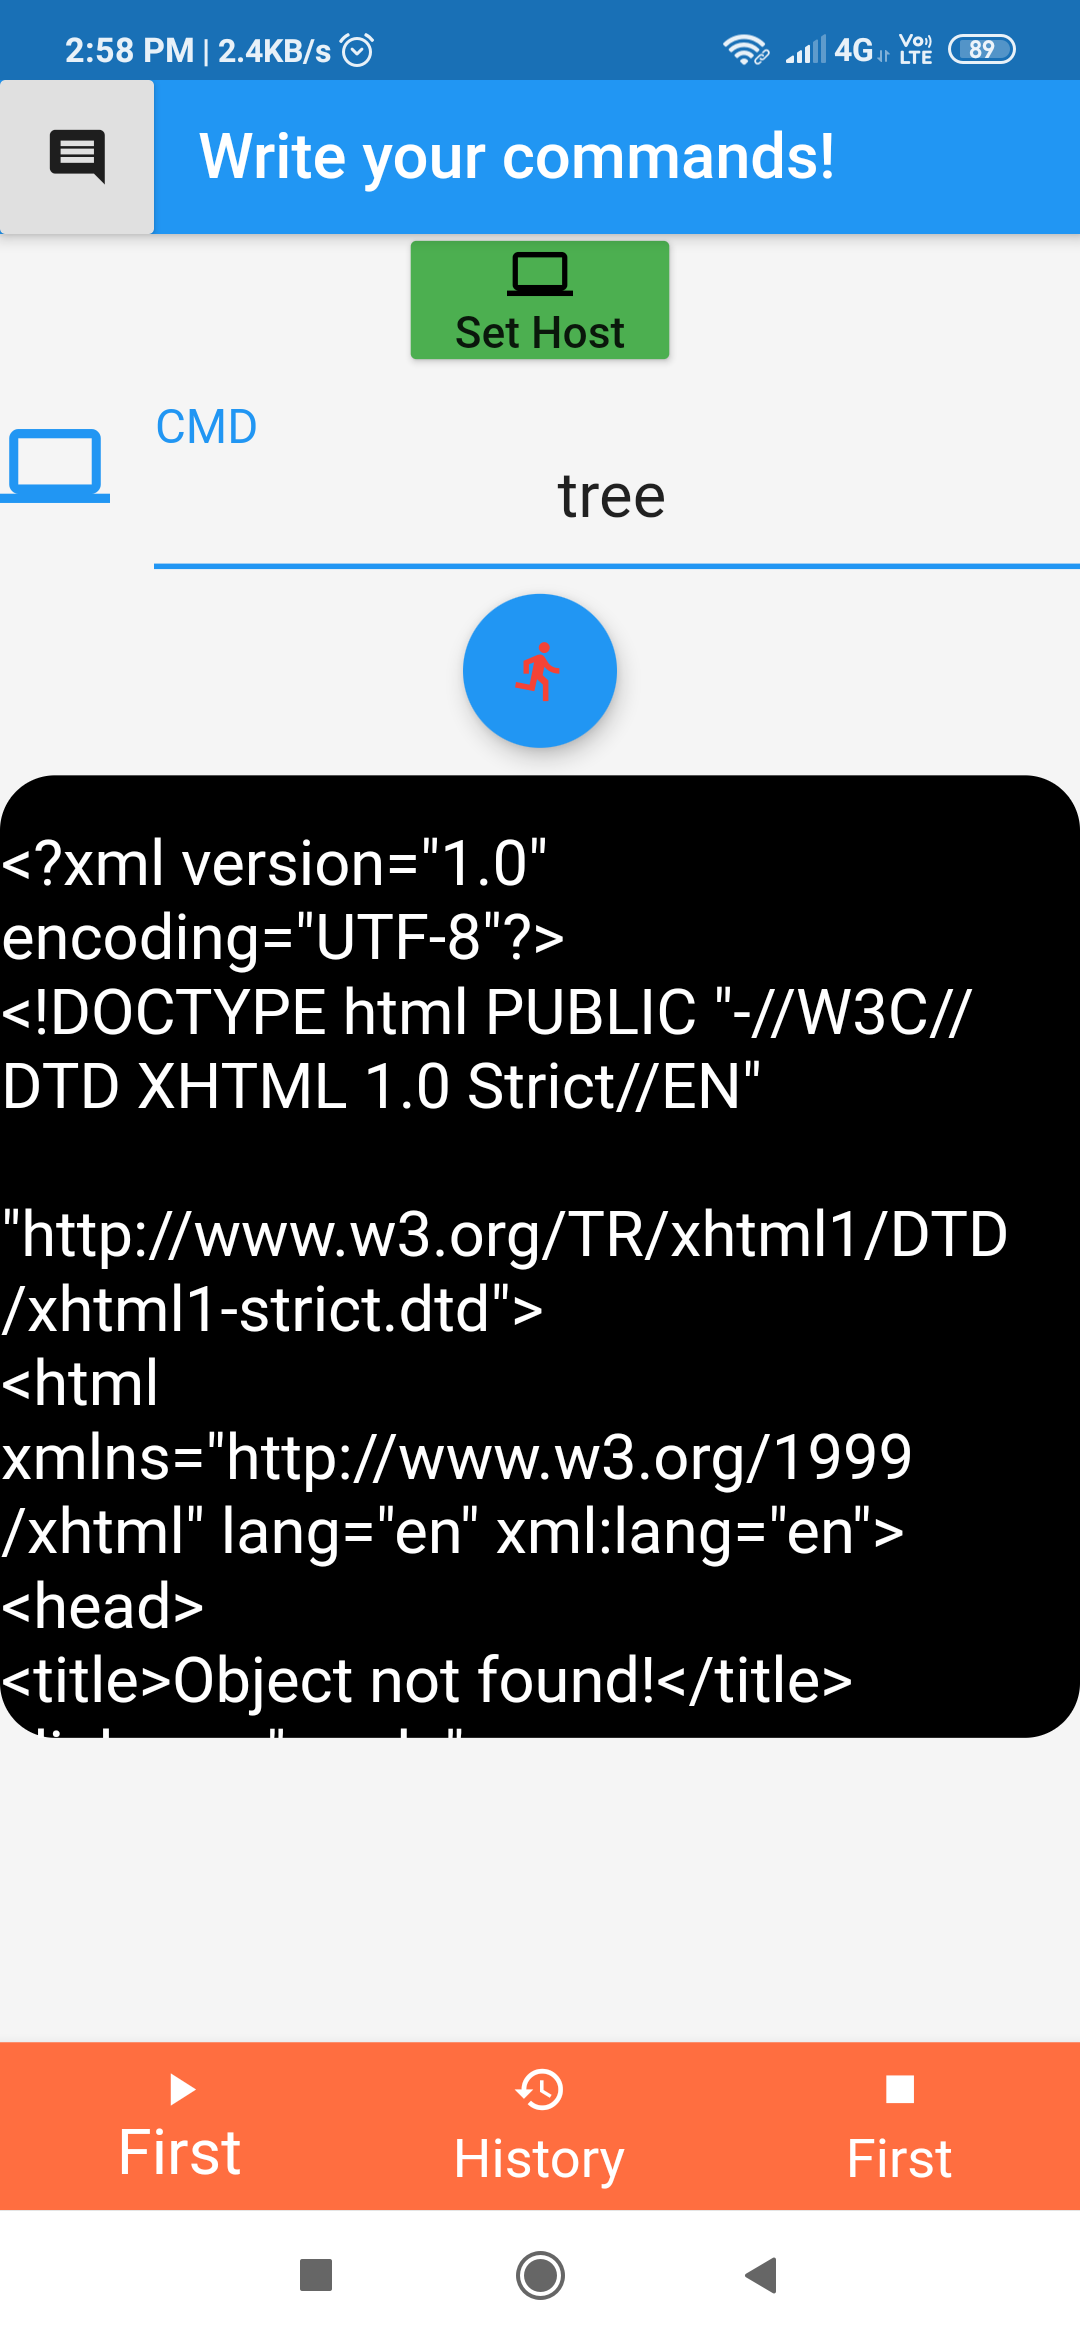 2:58 PM | 2.4KB/s 4G Vo) LTE 89
Write your commands!
Set Host
CMD
tree
<?xml version="1.0"
encoding="UTF-8"?>
<!DOCTYPE html PUBLIC "-//W3C//
DTD XHTML 1.0 Strict//EN"
"http://www.w3.org/TR/xhtml1/DTD
/xhtml1-strict.dtd">
<html
xmlns="http://www.w3.org/1999
/xhtml" lang="en" xml:lang="en">
<head>
<title>Object not found!</title>
First History First